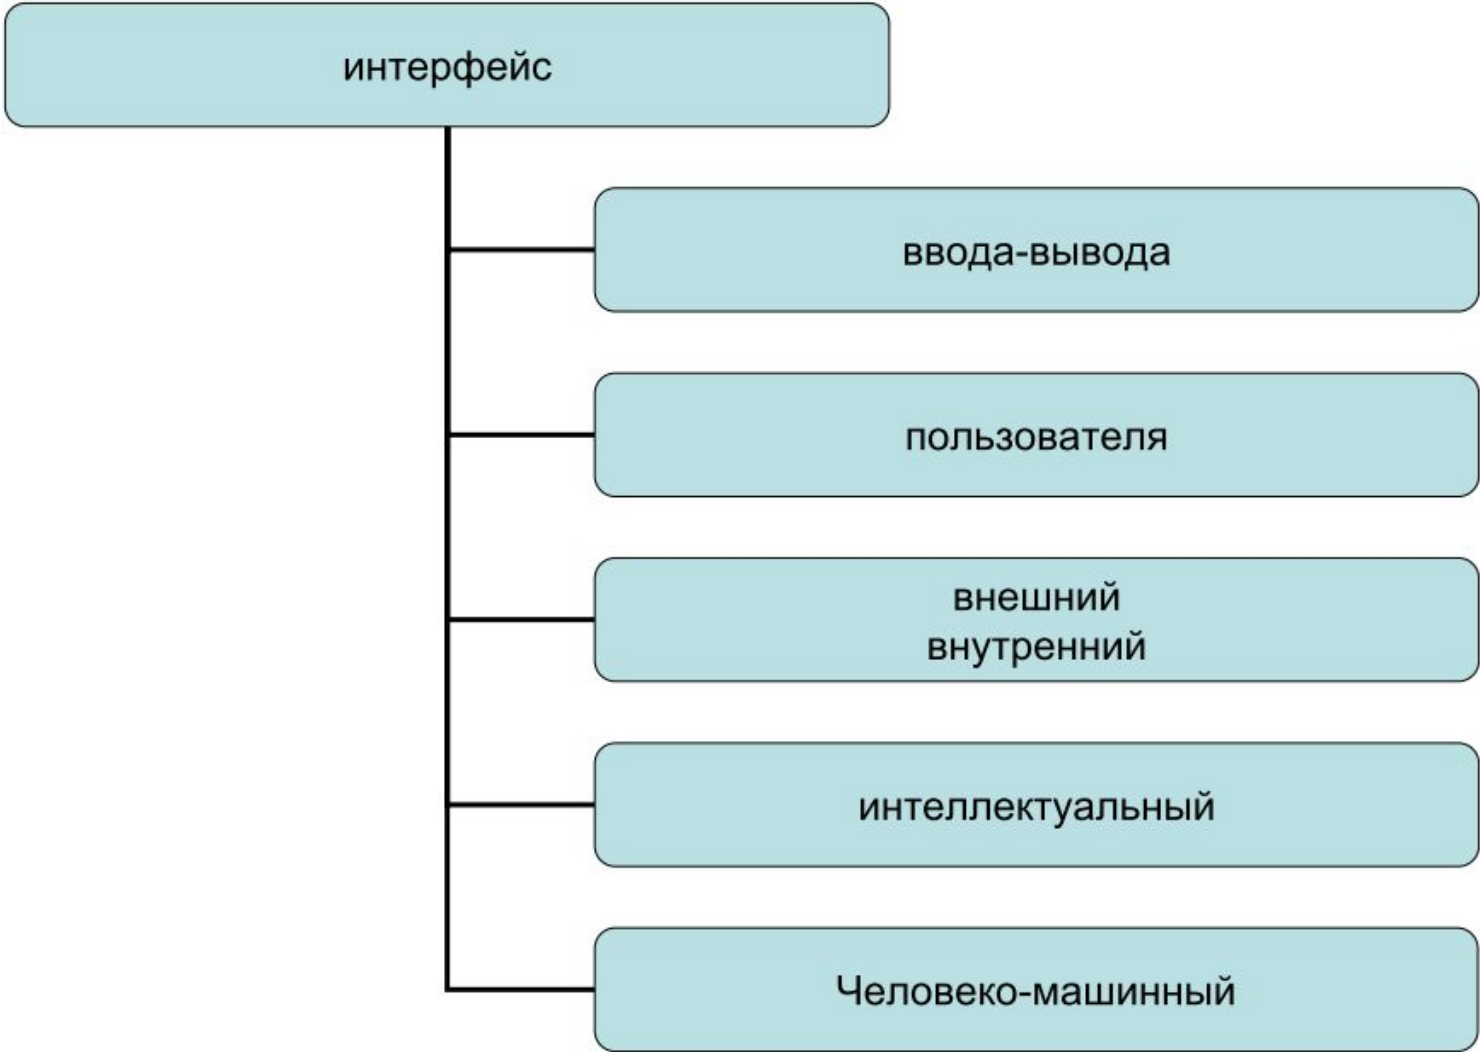 интерфейс
ввода-вывода
пользователя
внешний
внутренний
интеллектуальный
Человеко-машинный